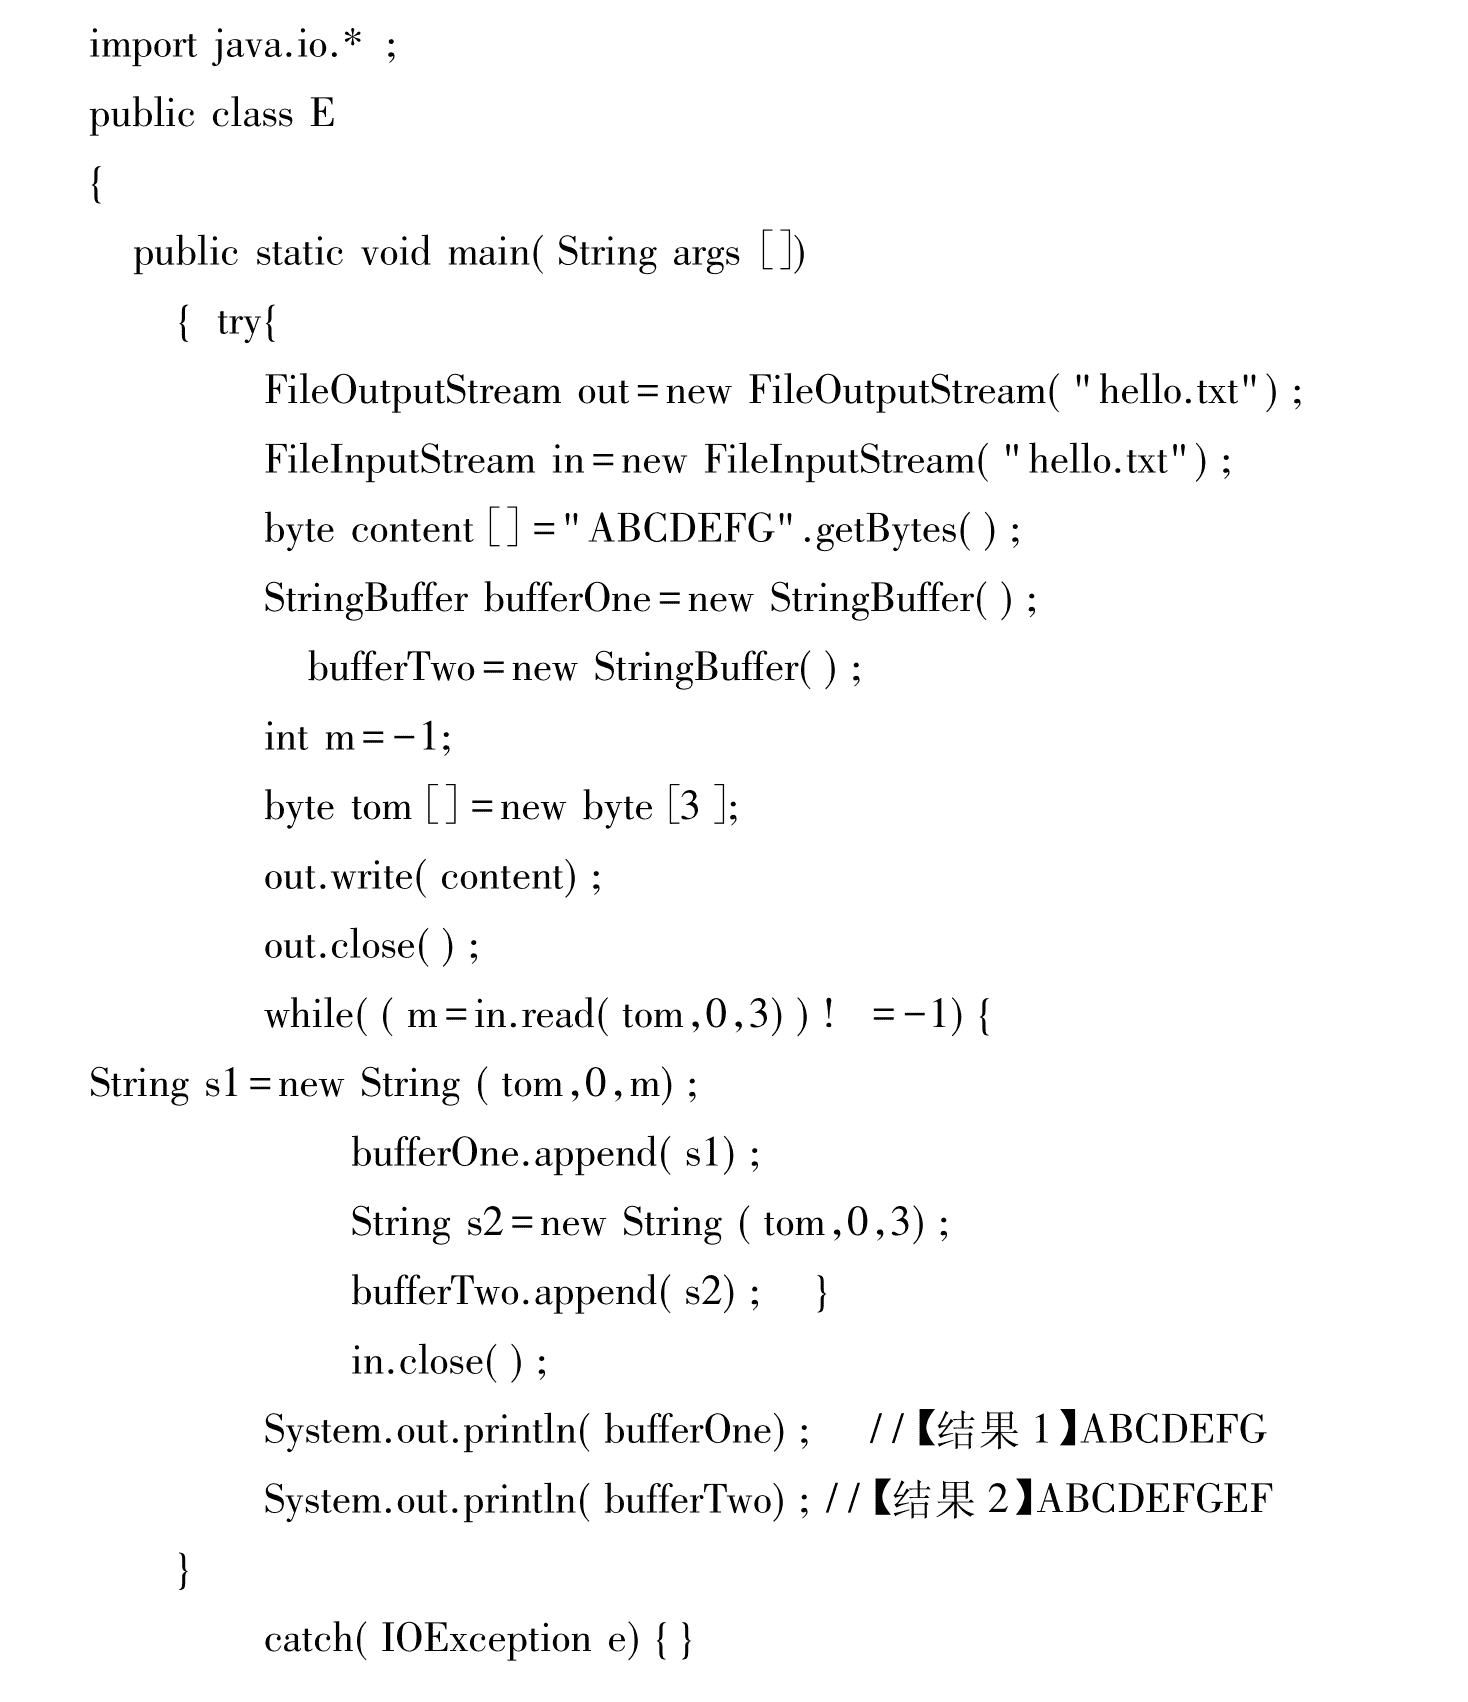 import java.io.* ;
public class E
{
public static void main( String args [])
{ try{
FileOutputStream out=new FileOutputStream("hello.txt");
FileInputStream in=new FileInputStream("hello.txt");
byte content[]="ABCDEFG".getBytes();
StringBuffer bufferOne=new StringBuffer();
bufferTwo=new StringBuffer();
int m=-1;
byte tom[]=new byte[3 ];
out.write( content);
out.close();
while((m=in.read( tom,0,3))! =-1){
String s1=new String ( tom,0,m);
bufferOne.append( s1);
String s2=new String ( tom,0,3);
bufferTwo.append( s2); }
in.close();
System.out.println( bufferOne); //【结果 1】ABCDEFG
System.out.println( bufferTwo); //【结果 2】ABCDEFGEF
}
catch( IOException e){}